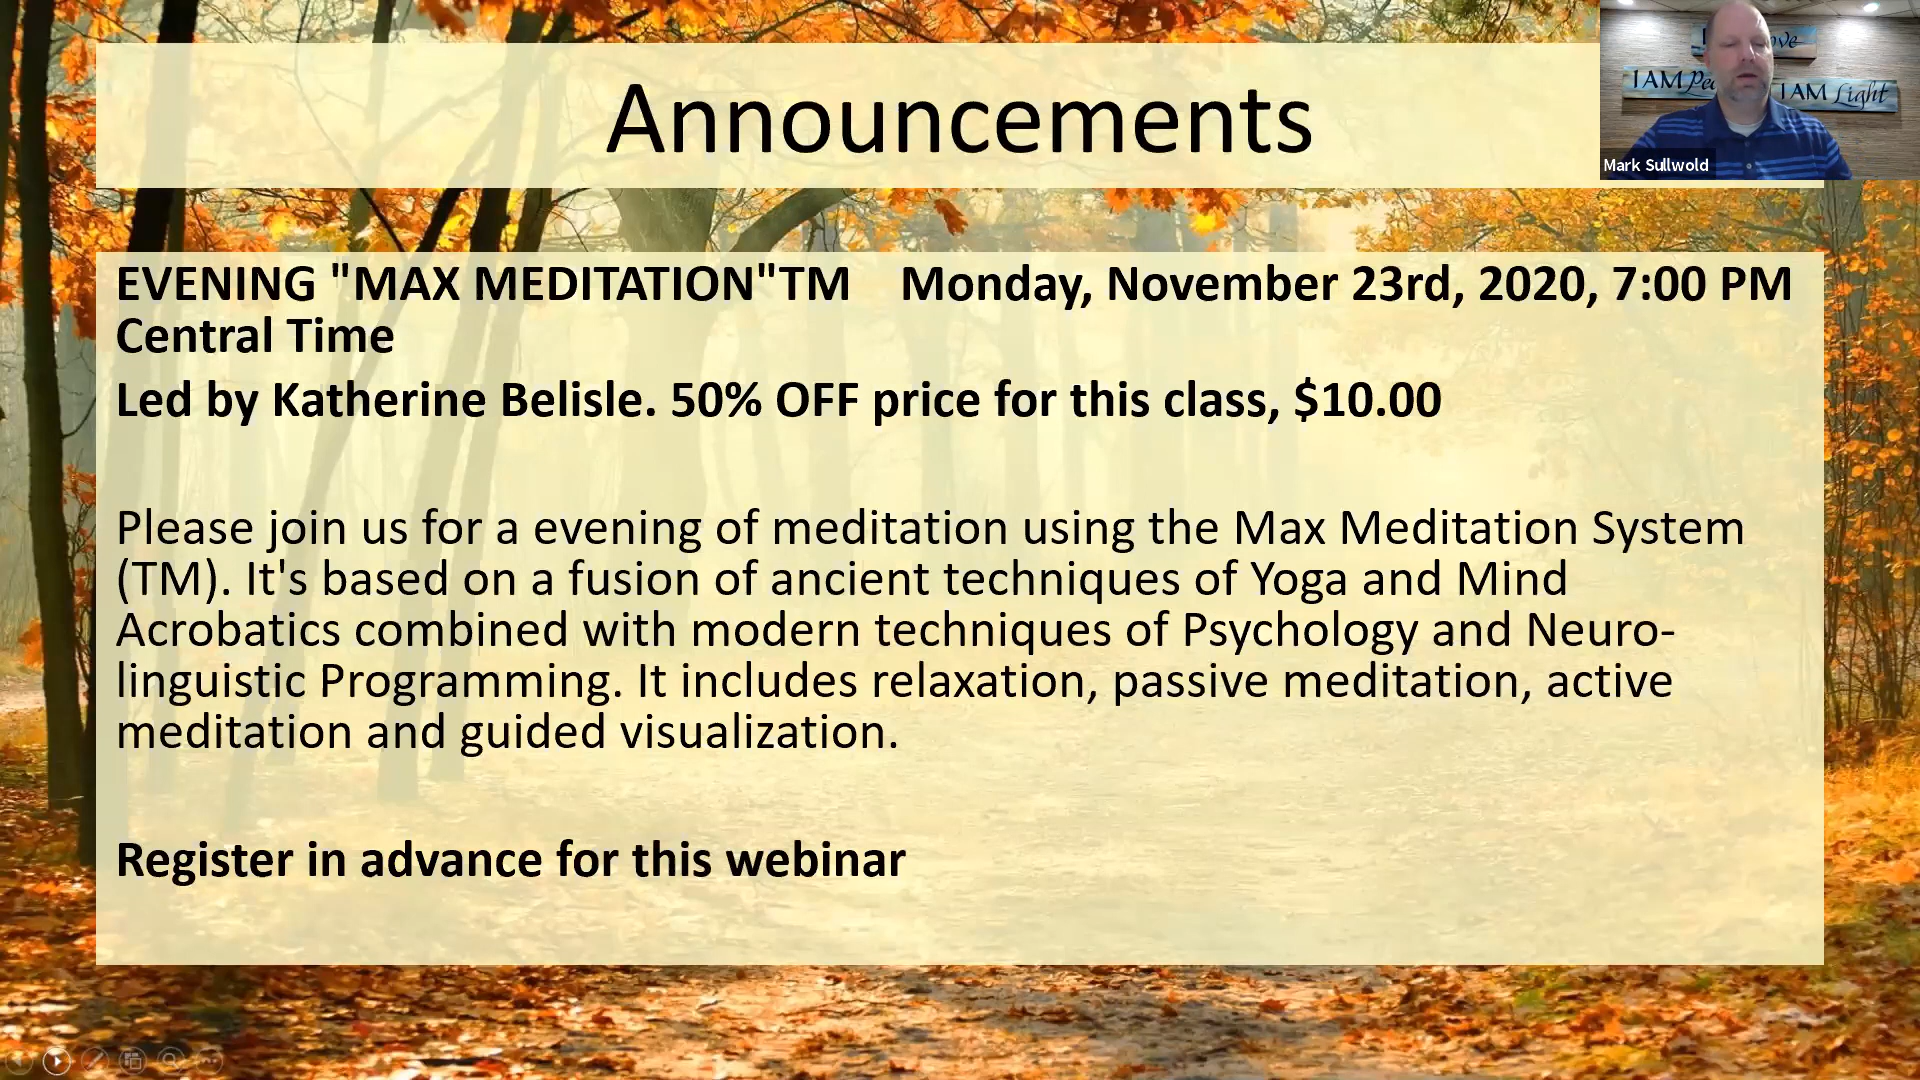 Announcements
ove
I AM Pea
I AM Light
Mark Sullwold
EVENING "MAX MEDITATION"TM Monday, November 23rd, 2020, 7:00 PM
Central Time
Led by Katherine Belisle. 50% OFF price for this class, $10.00
Please join us for a evening of meditation using the Max Meditation System
(TM). It's based on a fusion of ancient techniques of Yoga and Mind
Acrobatics combined with modern techniques of Psychology and Neuro-
linguistic Programming. It includes relaxation, passive meditation, active
meditation and guided visualization.
Register in advance for this webinar